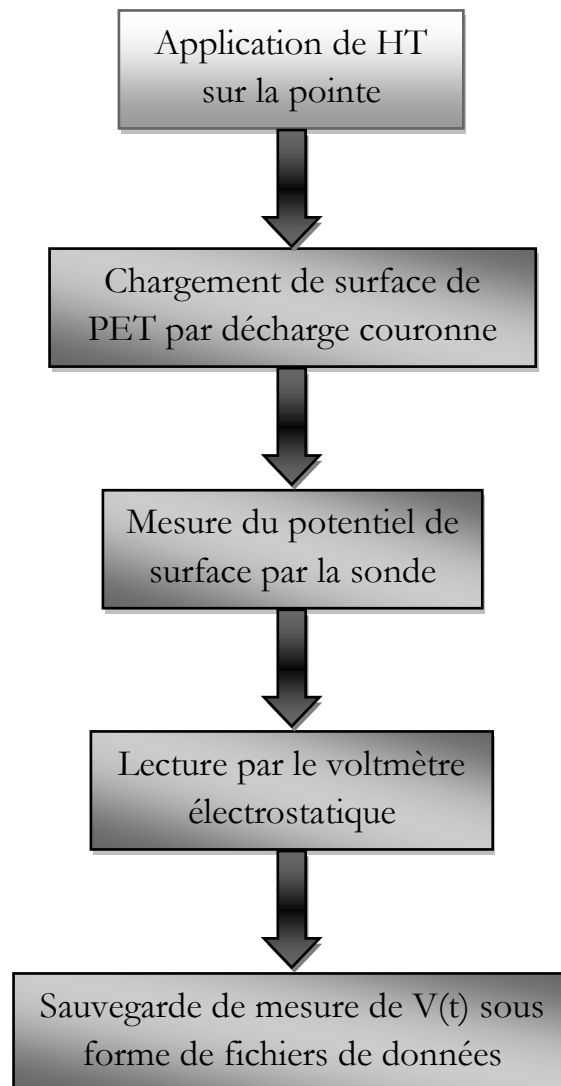 Application de HT
sur la pointe
Chargement de surface de
PET par décharge couronne
Mesure du potentiel de
surface par la sonde
Lecture par le voltmètre
électrostatique
Sauvegarde de mesure de V(t) sous
forme de fichiers de données